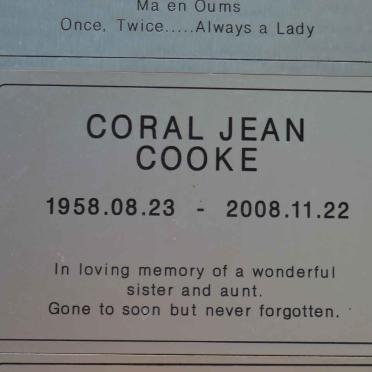 Ma en Oums
Once, Twice.....Always a Lady
CORAL JEAN
COOKE
1958.08.23 - 2008.11.22
In loving memory of a wonderful
sister and aunt.
Gone to soon but never forgotten.